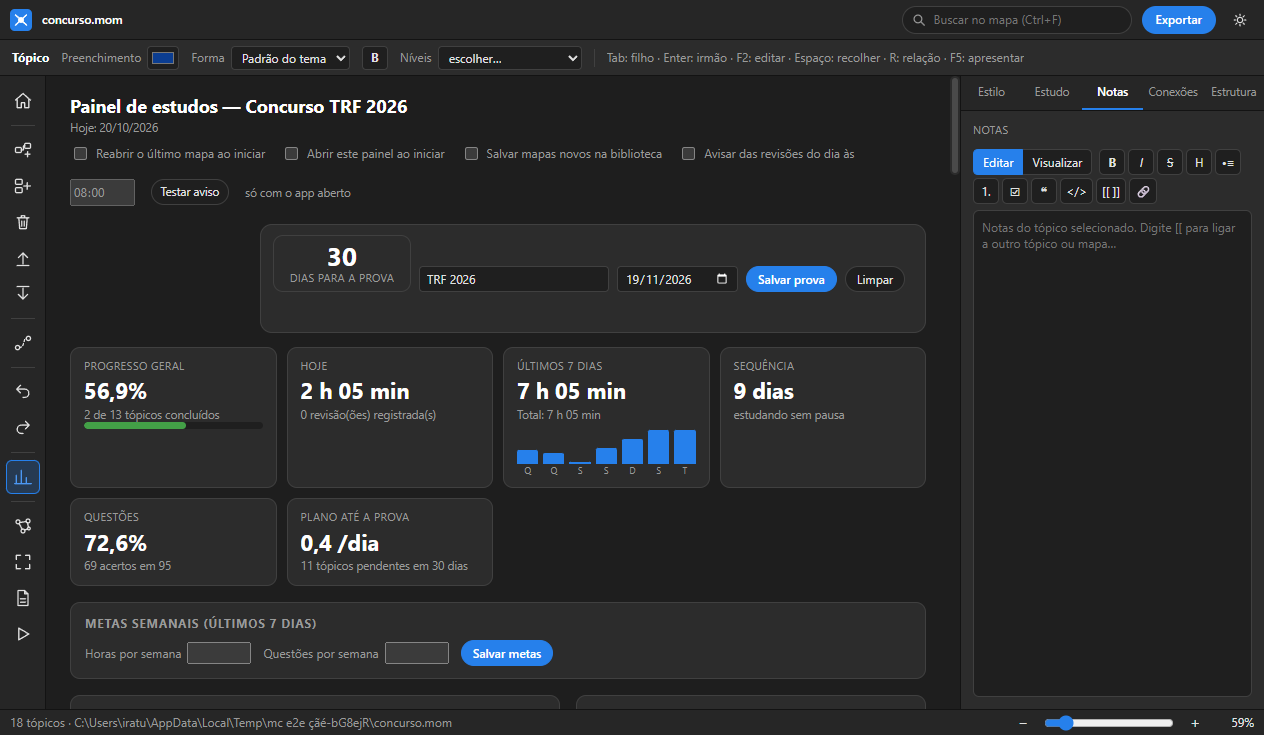 concurso.mom
Buscar no mapa (Ctrl+F)
Exportar
Tópico Preenchimento Forma Padrão do tema B Níveis escolher... Tab: filho · Enter: irmão · F2: editar · Espaço: recolher · R: relação · F5: apresentar
Painel de estudos — Concurso TRF 2026
Hoje: 20/10/2026
Reabrir o último mapa ao iniciar Abrir este painel ao iniciar Salvar mapas novos na biblioteca Avisar das revisões do dia às
08:00 Testar aviso só com o app aberto
30
DIAS PARA A PROVA
TRF 2026 19/11/2026 Salvar prova Limpar
PROGRESSO GERAL
56,9%
2 de 13 tópicos concluídos
HOJE
2 h 05 min
0 revisão(ões) registrada(s)
ÚLTIMOS 7 DIAS
7 h 05 min
Total: 7 h 05 min
Q Q S S D S T
SEQUÊNCIA
9 dias
estudando sem pausa
QUESTÕES
72,6%
69 acertos em 95
PLANO ATÉ A PROVA
0,4 /dia
11 tópicos pendentes em 30 dias
METAS SEMANAIS (ÚLTIMOS 7 DIAS)
Horas por semana Questões por semana Salvar metas
Estilo Estudo Notas Conexões Estrutura
NOTAS
Editar Visualizar B I S H •≡
1. ☑ ❝ </> [[ ]]
Notas do tópico selecionado. Digite [[ para ligar
a outro tópico ou mapa...
18 tópicos · C:\Users\iratu\AppData\Local\Temp\mc e2e çãé-bG8ejR\concurso.mom
− + 59%